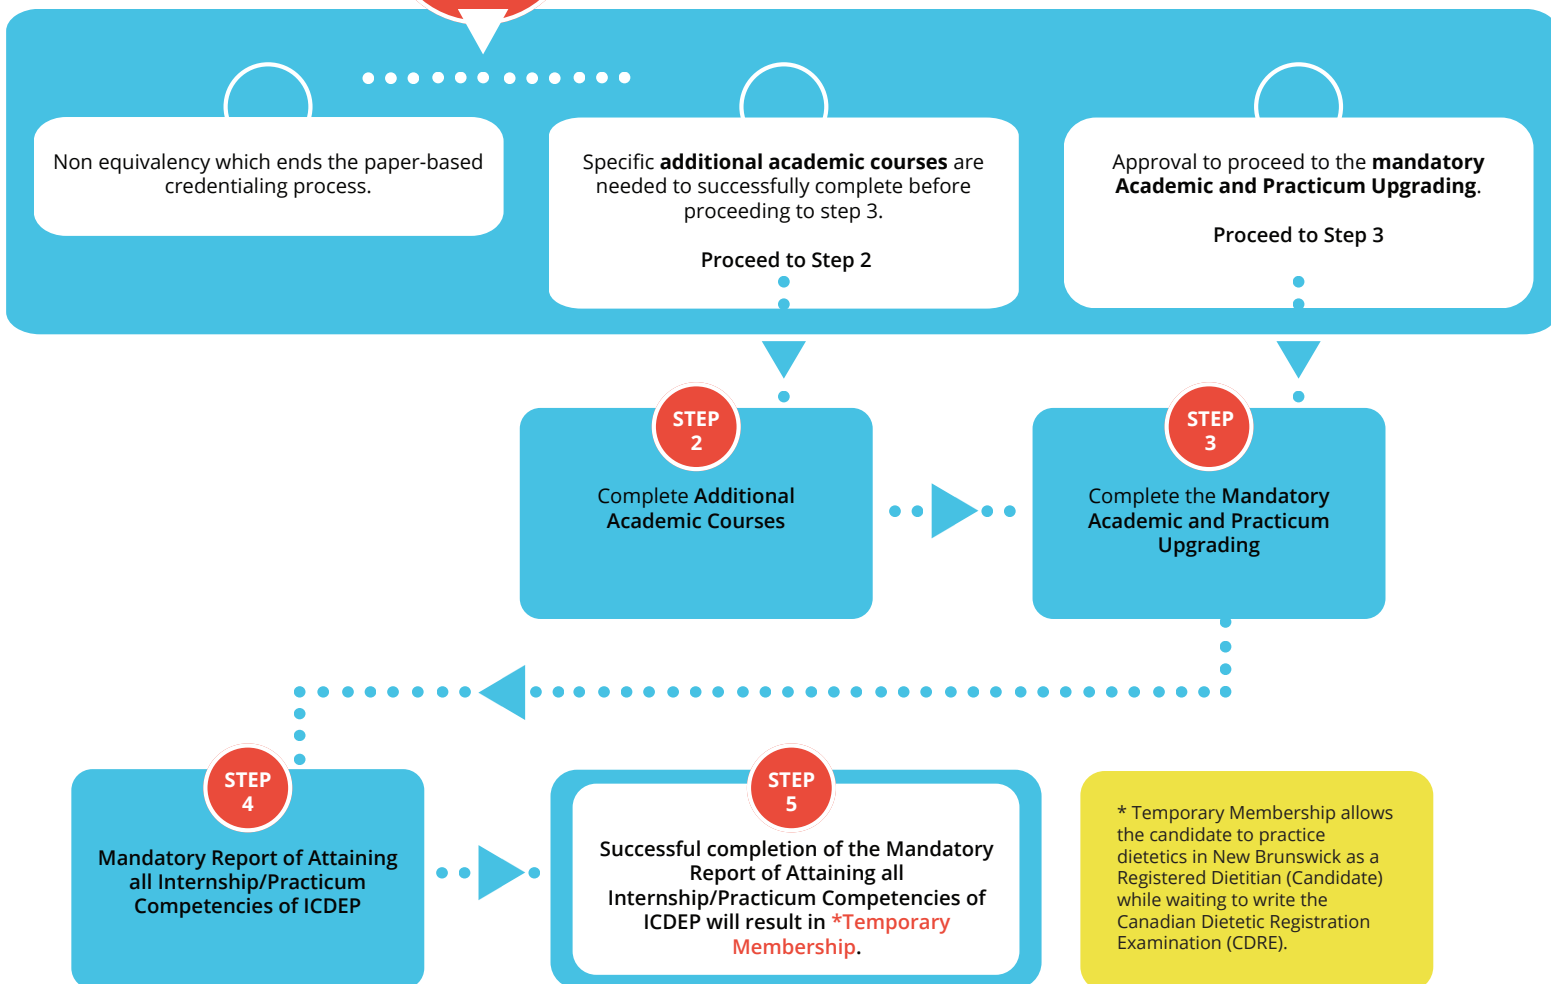 Non equivalency which ends the paper-based
credentialing process.
Specific additional academic courses are
needed to successfully complete before
proceeding to step 3.
Proceed to Step 2
Approval to proceed to the mandatory
Academic and Practicum Upgrading.
Proceed to Step 3
STEP
2
Complete Additional
Academic Courses
STEP
3
Complete the Mandatory
Academic and Practicum
Upgrading
STEP
4
Mandatory Report of Attaining
all Internship/Practicum
Competencies of ICDEP
STEP
5
Successful completion of the Mandatory
Report of Attaining all
Internship/Practicum Competencies of
ICDEP will result in *Temporary
Membership.
* Temporary Membership allows
the candidate to practice
dietetics in New Brunswick as a
Registered Dietitian (Candidate)
while waiting to write the
Canadian Dietetic Registration
Examination (CDRE).